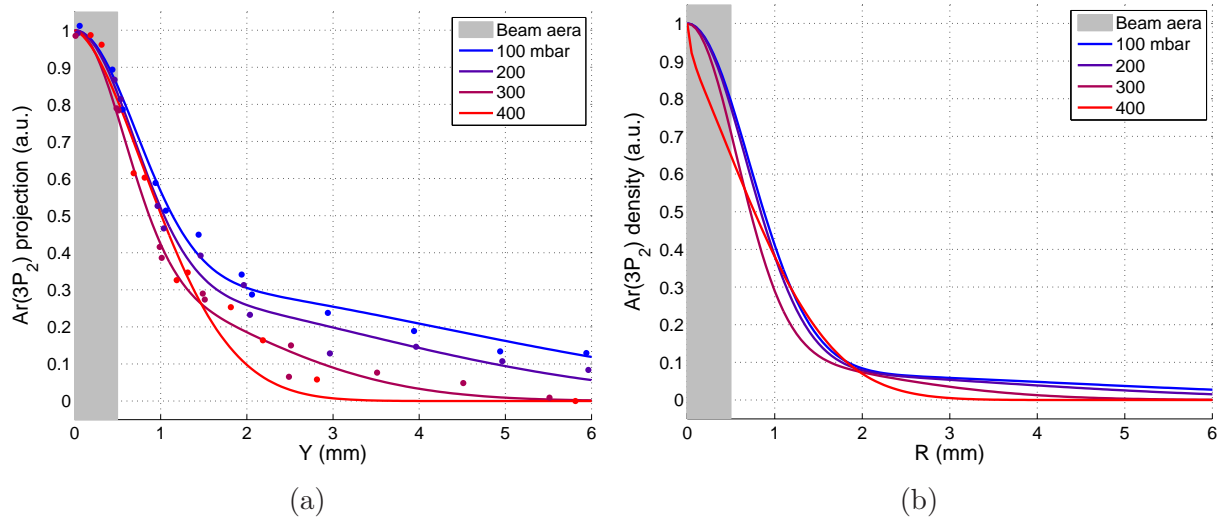 Ar(3P2) projection (a.u.)
1
0.9
0.8
0.7
0.6
0.5
0.4
0.3
0.2
0.1
0
0 1 2 3 4 5 6
Y (mm)
Beam aera
100 mbar
200
300
400
(a)
Ar(3P2) density (a.u.)
1
0.9
0.8
0.7
0.6
0.5
0.4
0.3
0.2
0.1
0
0 1 2 3 4 5 6
R (mm)
Beam aera
100 mbar
200
300
400
(b)